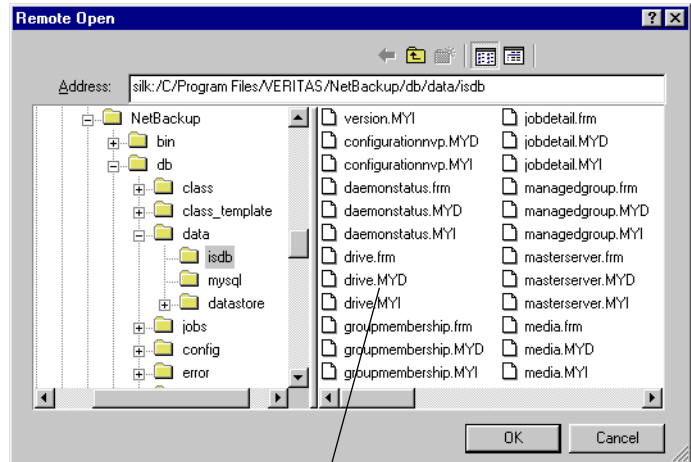 Remote Open
Address: silk:/C/Program Files/VERITAS/NetBackup/db/data/isdb
NetBackup
bin
db
class
class_template
data
isdb
mysql
datastore
jobs
config
error
version.MYI
configurationnvp.MYD
configurationnvp.MYI
daemonstatus.frm
daemonstatus.MYD
daemonstatus.MYI
drive.frm
drive.MYD
drive.MYI
groupmembership.frm
groupmembership.MYD
groupmembership.MYI
jobdetail.frm
jobdetail.MYD
jobdetail.MYI
managedgroup.frm
managedgroup.MYD
managedgroup.MYI
masterserver.frm
masterserver.MYD
masterserver.MYI
media.frm
media.MYD
media.MYI
OK Cancel